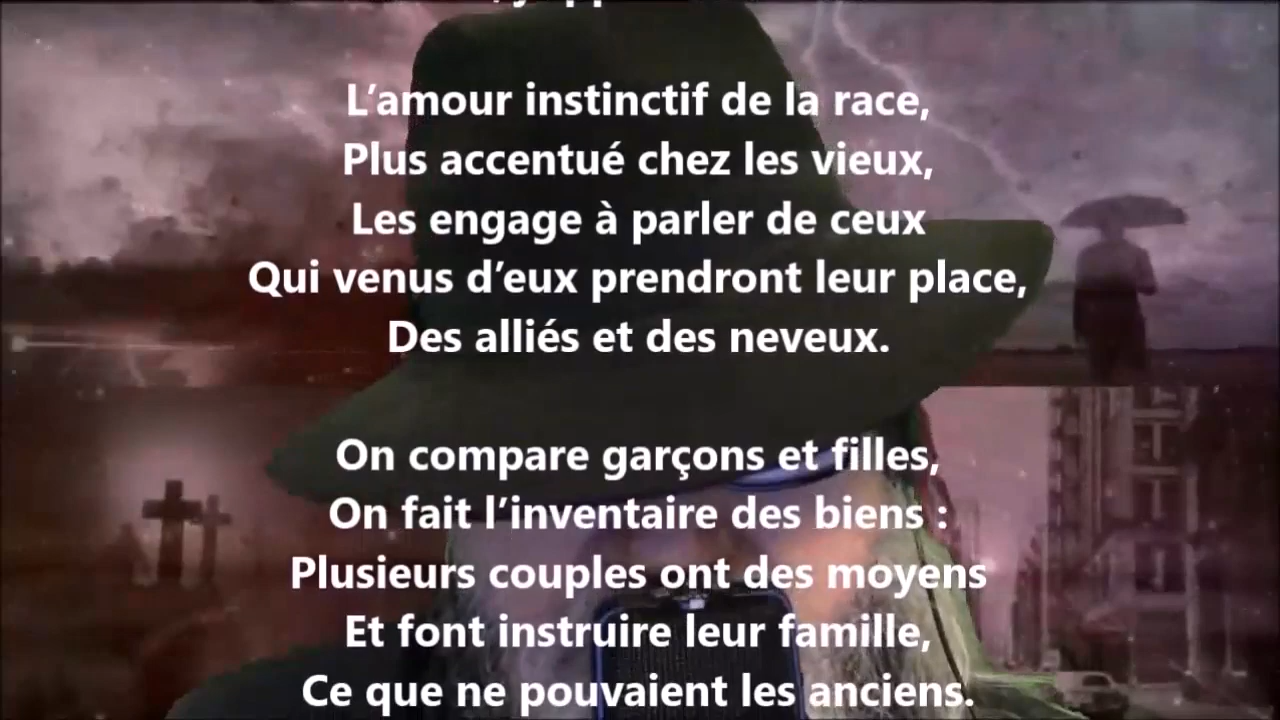 L’amour instinctif de la race,
Plus accentué chez les vieux,
Les engage à parler de ceux
Qui venus d’eux prendront leur place,
Des alliés et des neveux.
On compare garçons et filles,
On fait l’inventaire des biens :
Plusieurs couples ont des moyens
Et font instruire leur famille,
Ce que ne pouvaient les anciens.